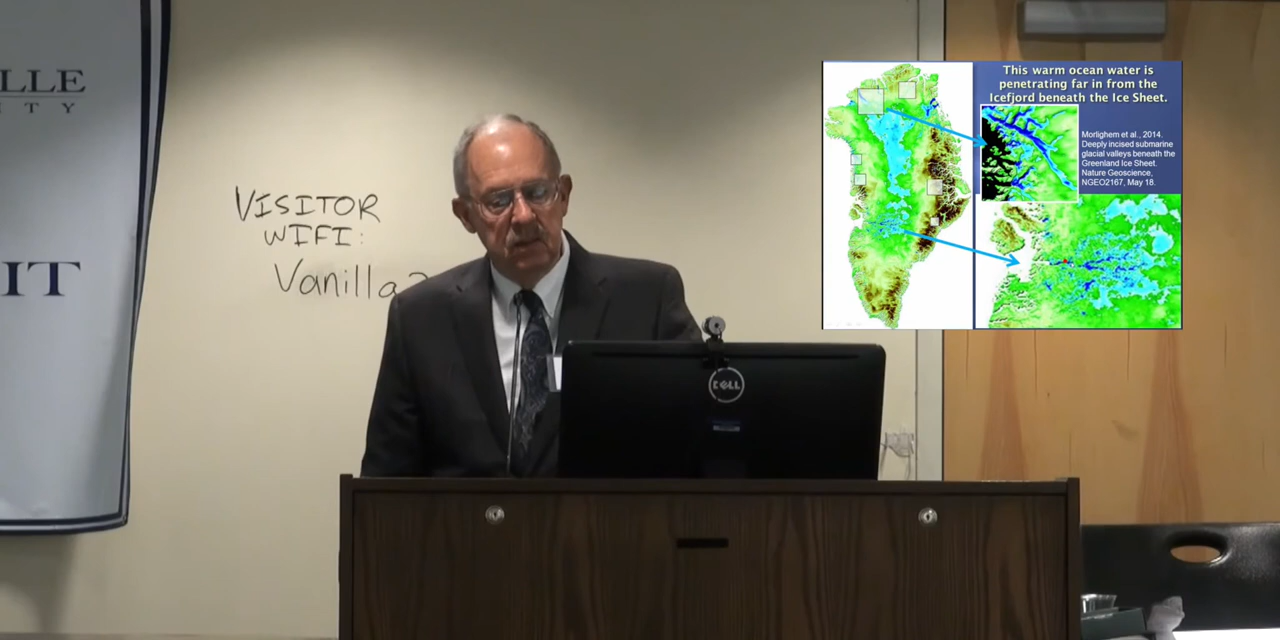 LLE
ITY
IT
VISITOR
WIFI:
Vanilla
DELL
This warm ocean water is
penetrating far in from the
Icefjord beneath the Ice Sheet.
Morlighem et al., 2014.
Deeply incised submarine
glacial valleys beneath the
Greenland Ice Sheet.
Nature Geoscience,
NGEO2167, May 18.